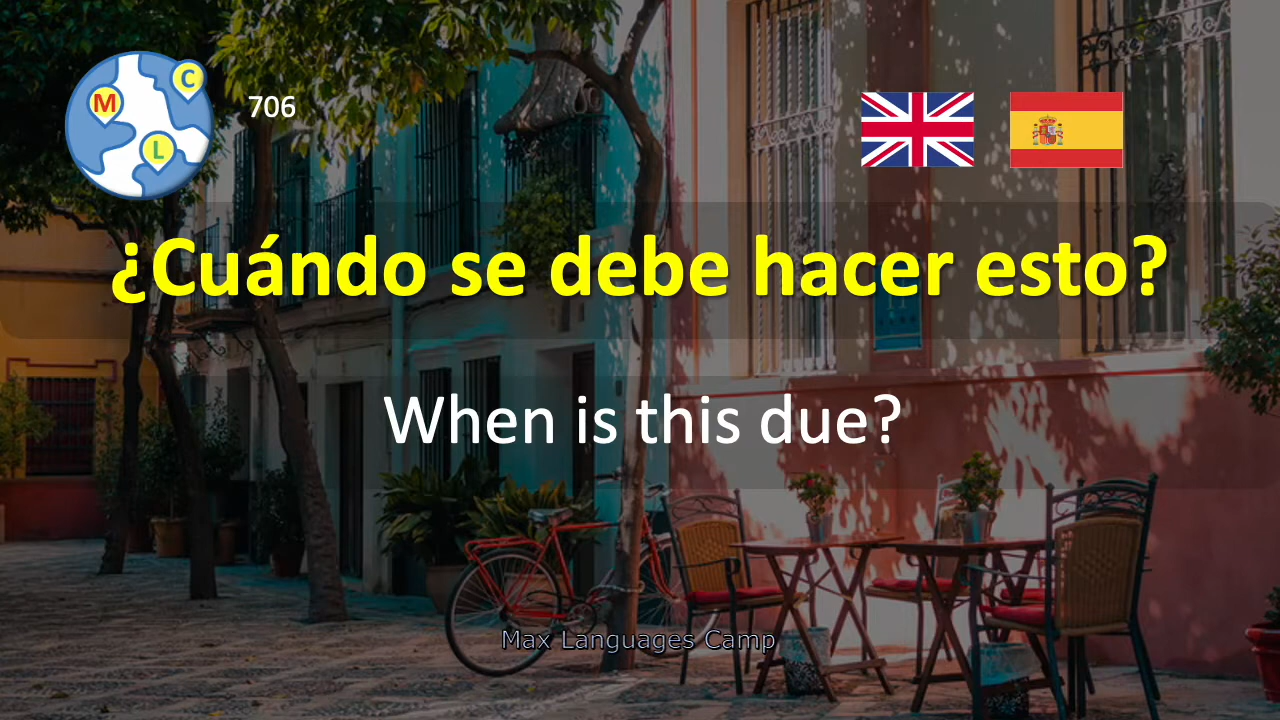 M
C
L
706
¿Cuándo se debe hacer esto?
When is this due?
Max Languages Camp